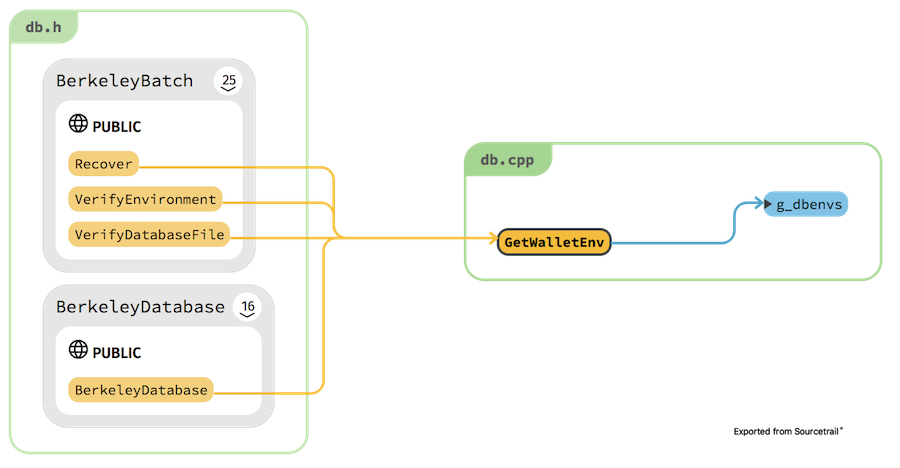 db.h
BerkeleyBatch
25
PUBLIC
Recover
VerifyEnvironment
VerifyDatabaseFile
BerkeleyDatabase
16
PUBLIC
BerkeleyDatabase
db.cpp
g_dbenvs
GetWalletEnv
Exported from Sourcetrail®